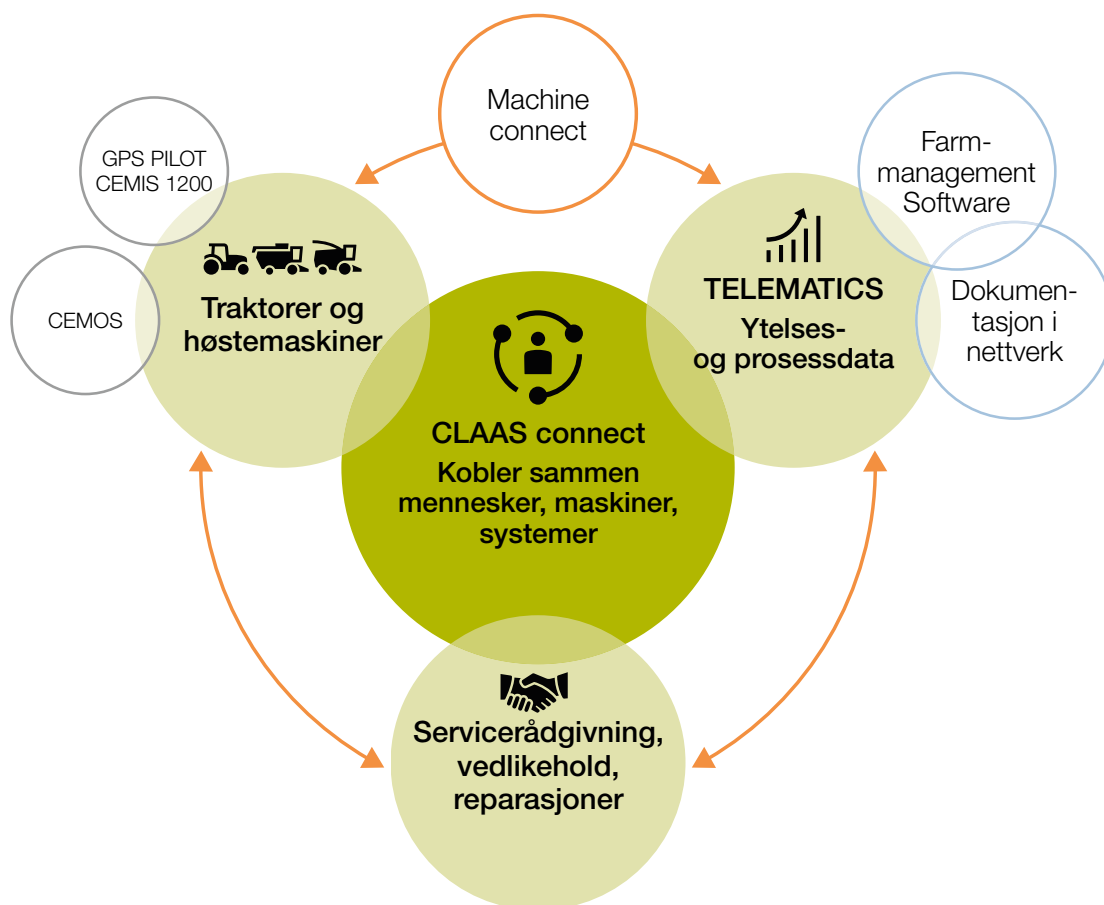 Machine
connect
GPS PILOT
CEMIS 1200
Farm-
management
Software
CEMOS
Traktorer og
høstemaskiner
TELEMATICS
Ytelses-
og prosessdata
Dokumen-
tasjon i
nettverk
CLAAS connect
Kobler sammen
mennesker, maskiner,
systemer
Servicerådgivning,
vedlikehold,
reparasjoner